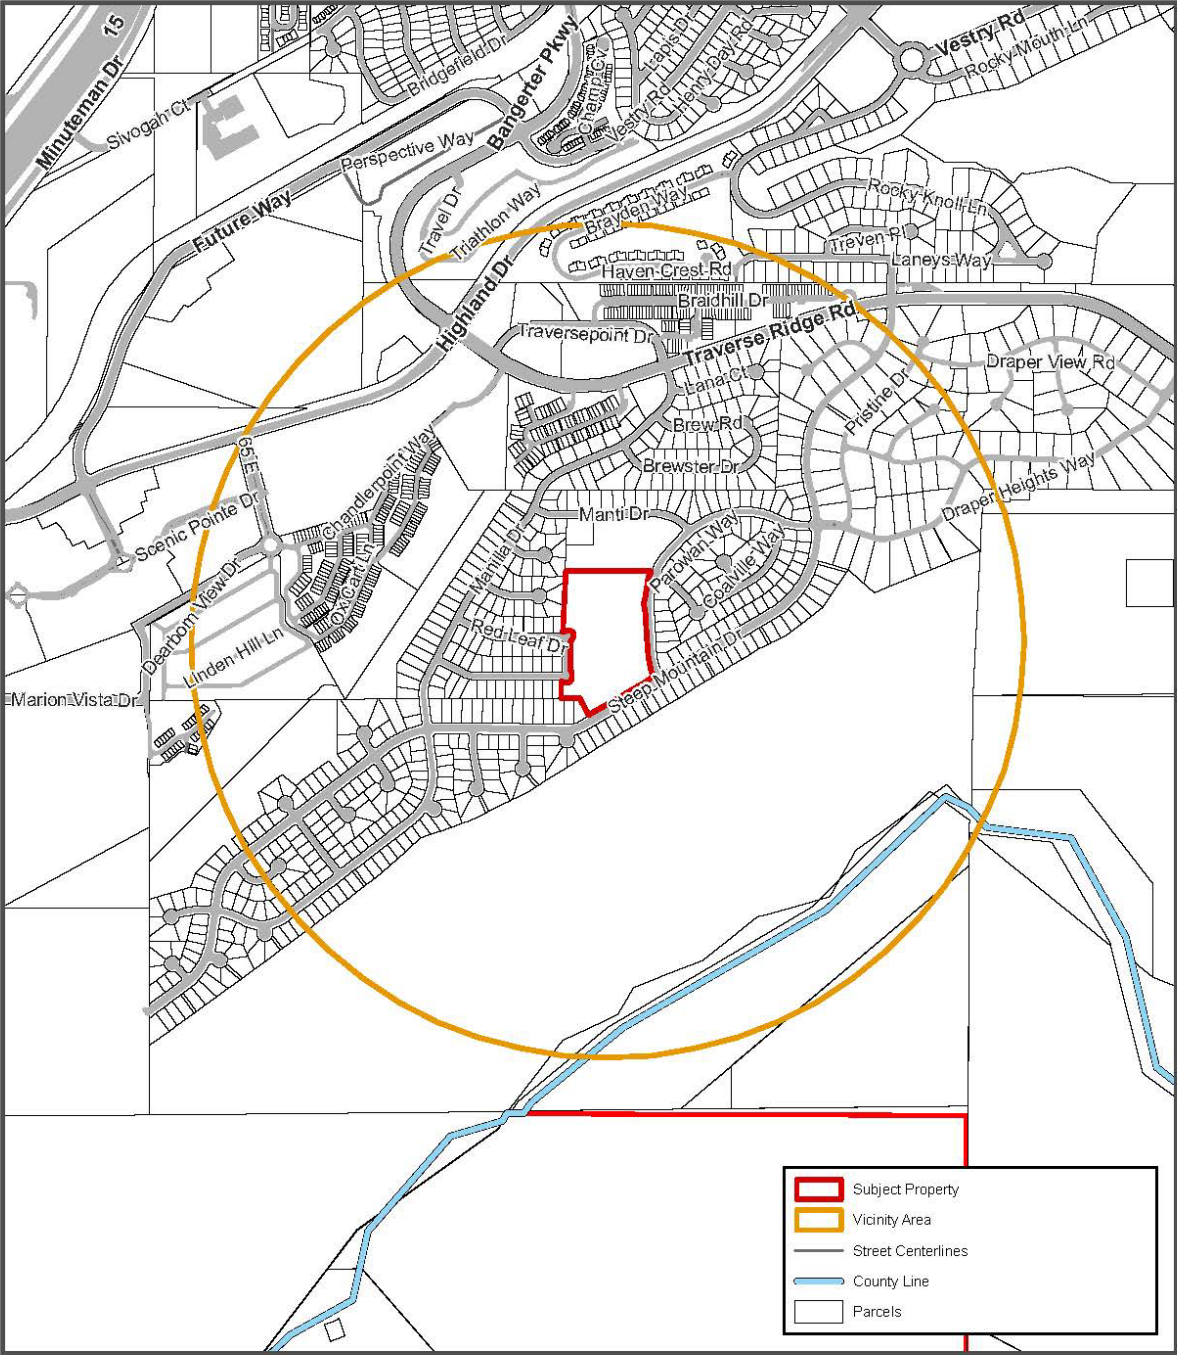 15
Minuteman Dr
Sivogah Ct
Bridgefield Dr
Bangerter Pkwy
Champ Cv
Vestry Rd
Lapis Dr
Henry Day Rd
Vestry Rd
Rocky Mouth Ln
Perspective Way
Future Way
Travel Dr
Triathlon Way
Brayden Way
Rocky Knoll Ln
Treven Pl
Laneys Way
Haven Crest Rd
Highland Dr
Braidhill Dr
Traversepoint Dr
Traverse Ridge Rd
Draper View Rd
Lana Ct
Pristine Dr
Brew Rd
Brewster Dr
65 E
Chandlerpoint Way
Draper Heights Way
Scenic Pointe Dr
Manti Dr
Manilla Dr
Parowan Way
Coalville Way
Dearborn View Dr
Ox Cart Ln
Red Leaf Dr
Linden Hill Ln
Steep Mountain Dr
Marion Vista Dr
Subject Property
Vicinity Area
Street Centerlines
County Line
Parcels